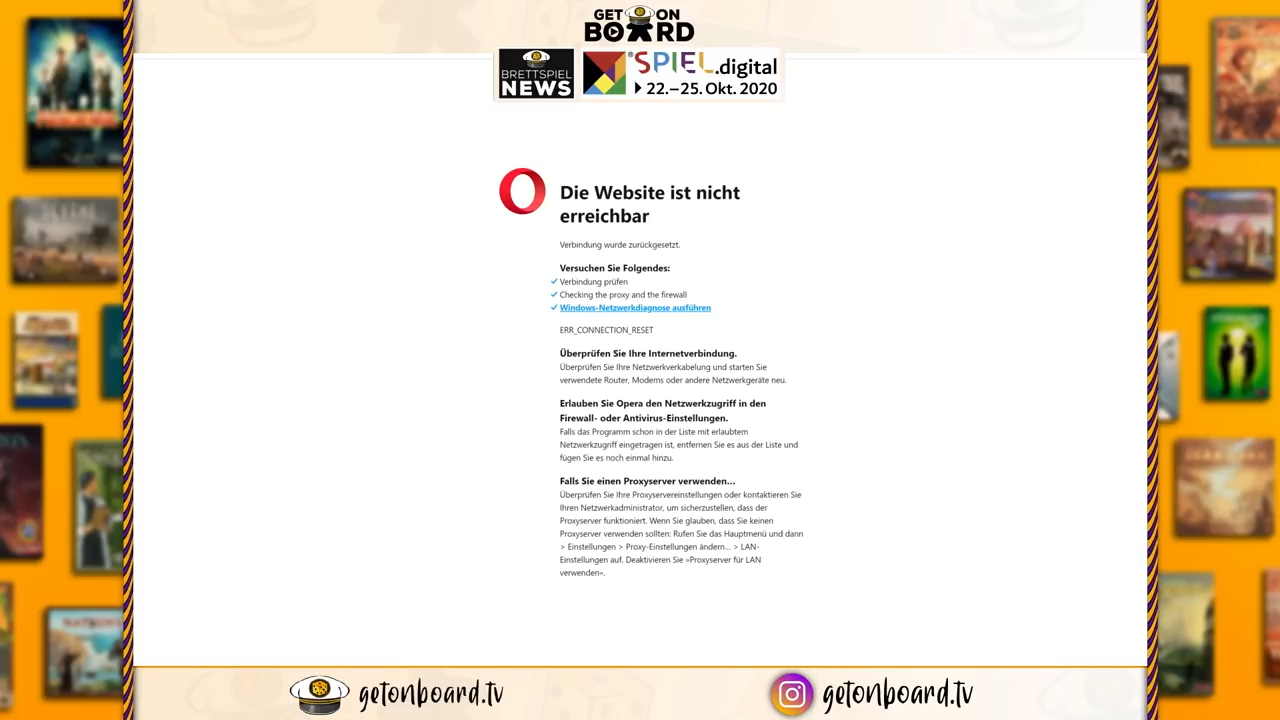 GET ON
BOARD
BRETTSPIEL
NEWS
SPIEL.digital
22.–25. Okt. 2020
Die Website ist nicht
erreichbar
Verbindung wurde zurückgesetzt.
Versuchen Sie Folgendes:
Verbindung prüfen
Checking the proxy and the firewall
Windows-Netzwerkdiagnose ausführen
ERR_CONNECTION_RESET
Überprüfen Sie Ihre Internetverbindung.
Überprüfen Sie Ihre Netzwerkverkabelung und starten Sie
verwendete Router, Modems oder andere Netzwerkgeräte neu.
Erlauben Sie Opera den Netzwerkzugriff in den
Firewall- oder Antivirus-Einstellungen.
Falls das Programm schon in der Liste mit erlaubtem
Netzwerkzugriff eingetragen ist, entfernen Sie es aus der Liste und
fügen Sie es noch einmal hinzu.
Falls Sie einen Proxyserver verwenden...
Überprüfen Sie Ihre Proxyservereinstellungen oder kontaktieren Sie
Ihren Netzwerkadministrator, um sicherzustellen, dass der
Proxyserver funktioniert. Wenn Sie glauben, dass Sie keinen
Proxyserver verwenden sollten: Rufen Sie das Hauptmenü und dann
> Einstellungen > Proxy-Einstellungen ändern... > LAN-
Einstellungen auf. Deaktivieren Sie »Proxyserver für LAN
verwenden«.
getonboard.tv
getonboard.tv